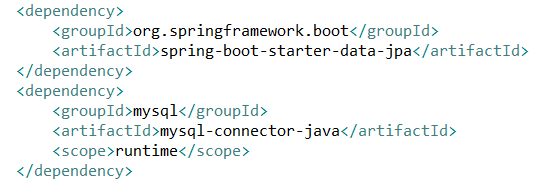 <dependency>
    <groupId>org.springframework.boot</groupId>
    <artifactId>spring-boot-starter-data-jpa</artifactId>
</dependency>
<dependency>
    <groupId>mysql</groupId>
    <artifactId>mysql-connector-java</artifactId>
    <scope>runtime</scope>
</dependency>